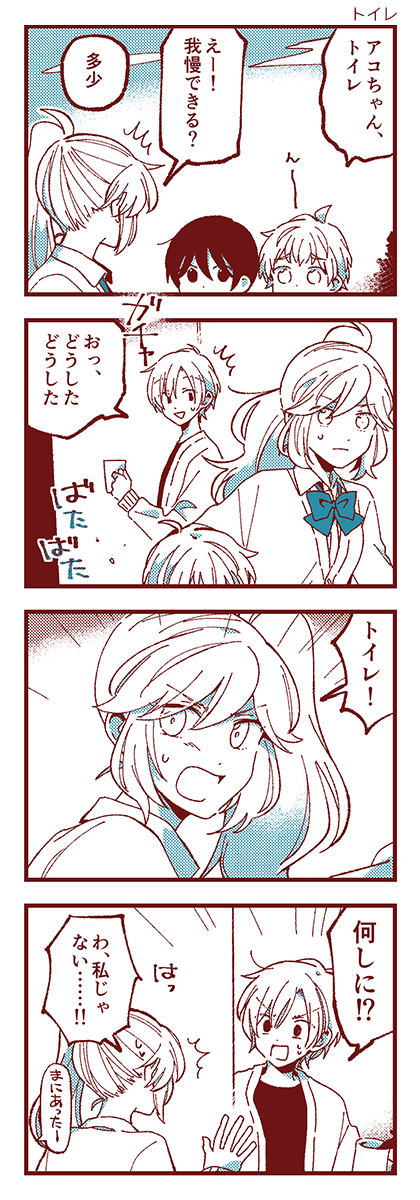 トイレ
アコちゃん、
トイレ
んー
えー！
我慢できる？
多少
ガチャ
おっ、
どうした
どうした
ばた
ばた
トイレ！
何しに!?
はっ
わ、私じゃ
ない……!!
まにあったー